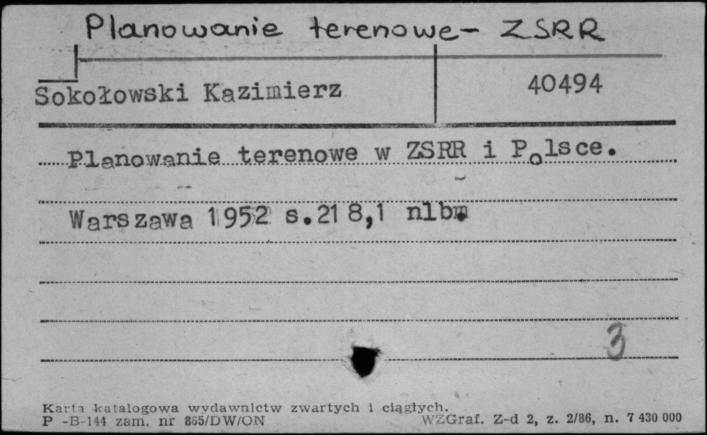 Planowanie terenowe - ZSRR
Sokołowski Kazimierz
40494
Planowanie terenowe w ZSRR i Polsce.
Warszawa 1952 s.218,1 nlbm
3
Karta katalogowa wydawnictw zwartych i ciągłych.
P -B-144 zam. nr 865/DW/ON
WZGraf. Z-d 2, z. 2/86, n. 7 430 000